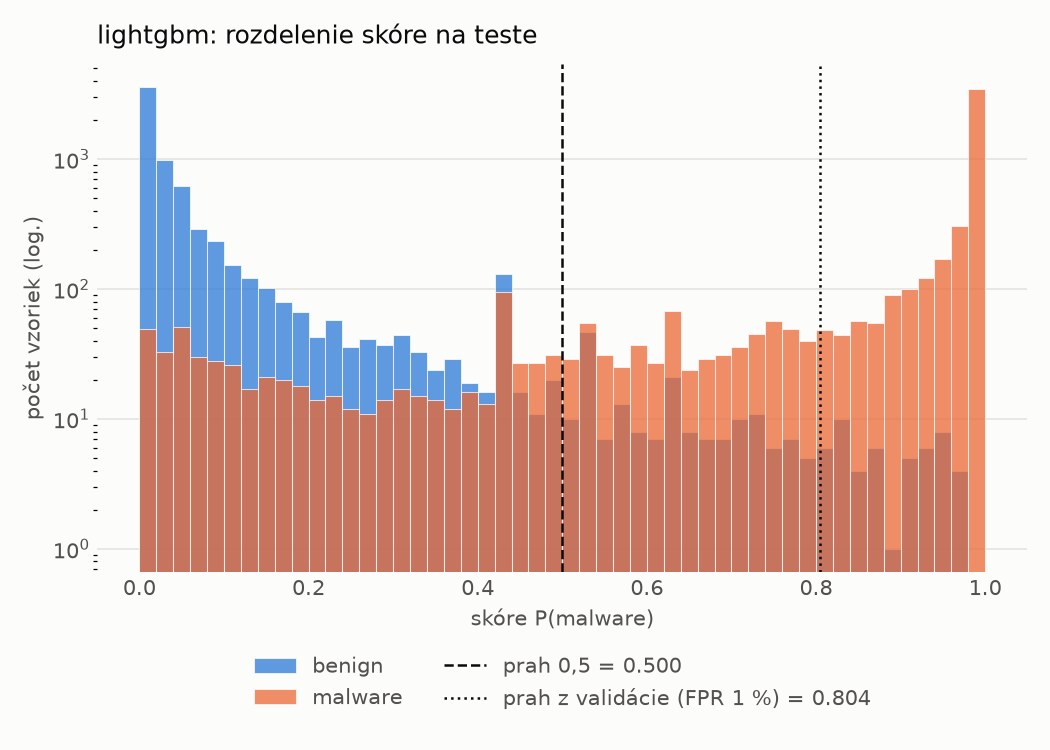 lightgbm: rozdelenie skóre na teste
počet vzoriek (log.)
10³
10²
10¹
10⁰
0.0 0.2 0.4 0.6 0.8 1.0
skóre P(malware)
benign
malware
prah 0,5 = 0.500
prah z validácie (FPR 1 %) = 0.804